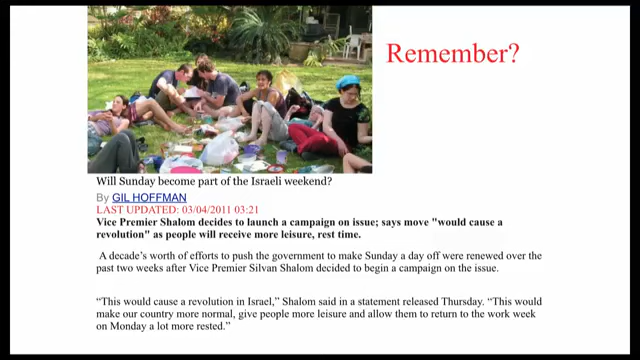 Remember?
Will Sunday become part of the Israeli weekend?
By GIL HOFFMAN
LAST UPDATED: 03/04/2011 03:21
Vice Premier Shalom decides to launch a campaign on issue; says move "would cause a
revolution" as people will receive more leisure, rest time.
A decade’s worth of efforts to push the government to make Sunday a day off were renewed over the
past two weeks after Vice Premier Silvan Shalom decided to begin a campaign on the issue.
“This would cause a revolution in Israel,” Shalom said in a statement released Thursday. “This would
make our country more normal, give people more leisure and allow them to return to the work week
on Monday a lot more rested.”